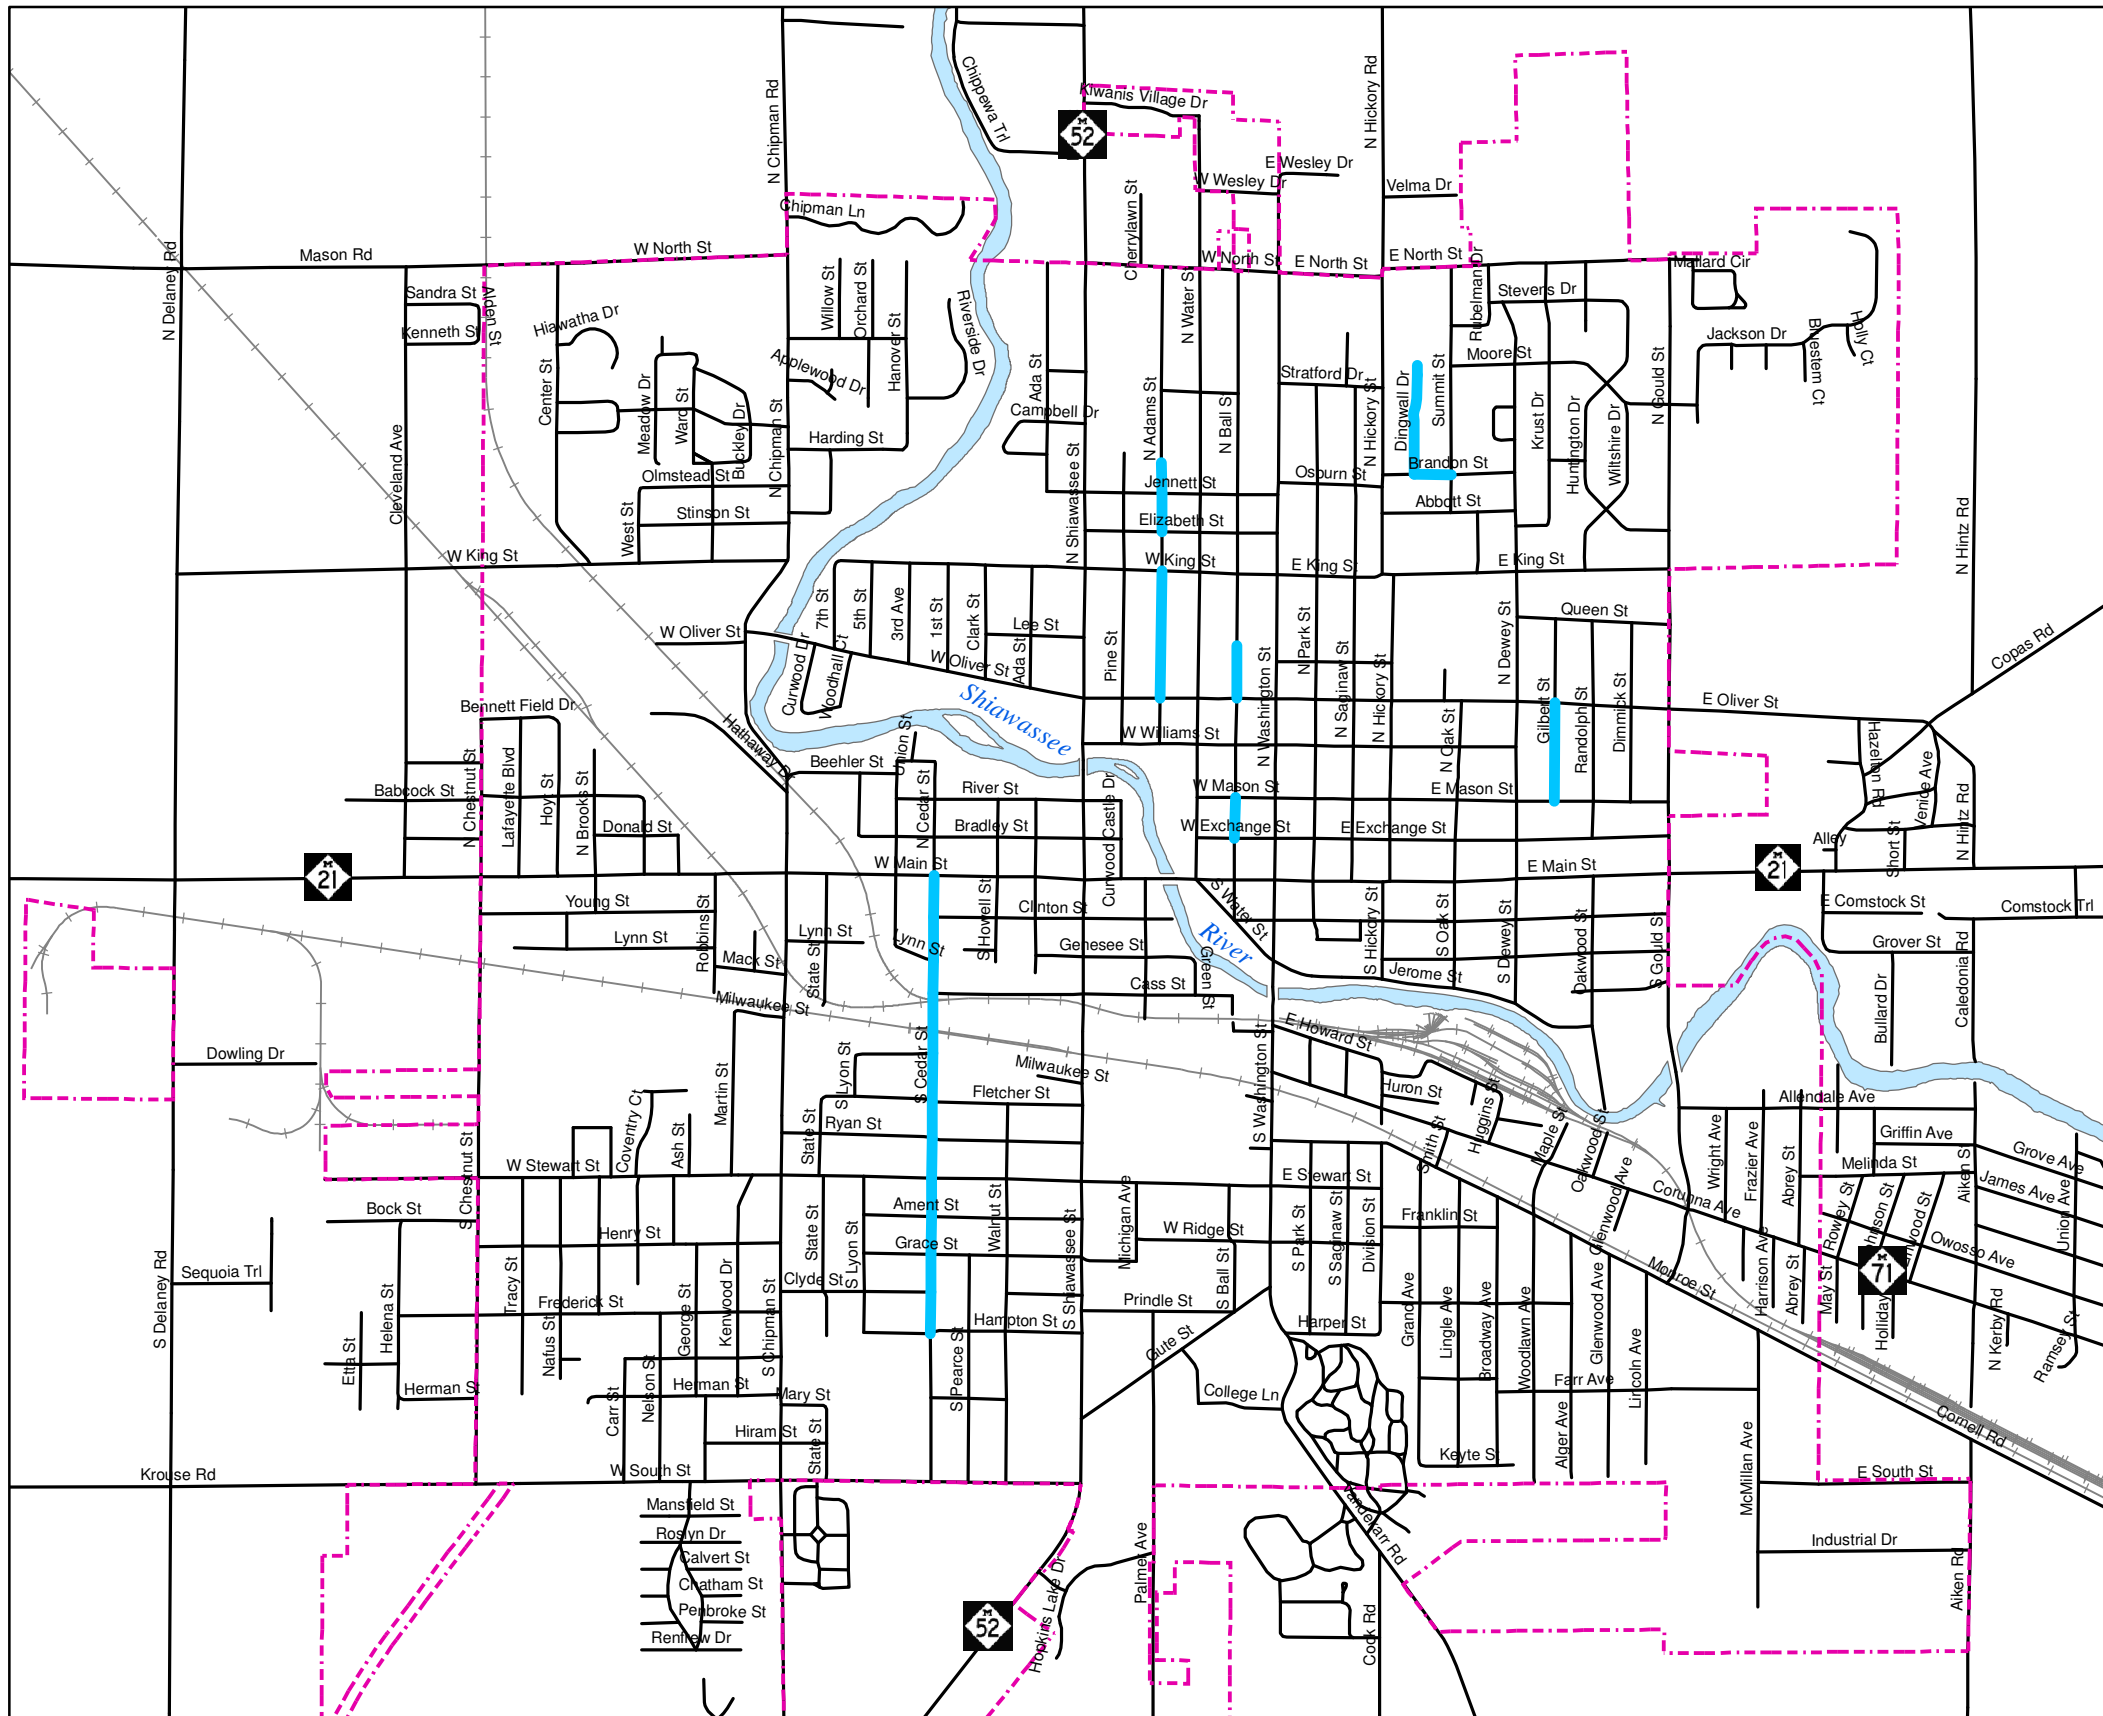 Chippewa Trl
Kiwanis Village Dr
M
52
N Chipman Rd
N Hickory Rd
E Wesley Dr
W Wesley Dr
Velma Dr
Cherrylawn St
Chipman Ln
N Delaney Rd
Mason Rd
W North St
W North St
E North St
E North St
Mallard Cir
Sandra St
Kenneth St
Alden St
Hiawatha Dr
Willow St
Orchard St
Hanover St
Riverside Dr
N Water St
Rubelman Dr
Stevens Dr
Jackson Dr
Bluestem Ct
Holly Ct
Center St
Meadow Dr
Ward St
Buckley Dr
Applewood Dr
Ada St
Campbell Dr
N Adams St
N Ball S
Stratford Dr
N Hickory St
Dingwall Dr
Summit St
Moore St
Krust Dr
Huntington Dr
Wiltshire Dr
N Gould St
Cleveland Ave
Harding St
N Chipman St
Olmstead St
Stinson St
West St
N Shiawassee St
Jennett St
Elizabeth St
Osburn St
Brandon St
Abbott St
N Hintz Rd
W King St
W King St
E King St
E King St
7th St
5th St
3rd Ave
1st St
Clark St
Lee St
Ada St
Pine St
N Park St
N Dewey St
Queen St
W Oliver St
W Oliver St
Curwood Dr
Woodhall Ct
N Washington St
N Saginaw St
N Hickory St
N Oak St
Gilbert St
Randolph St
Dimmick St
E Oliver St
Copas Rd
Bennett Field Dr
Hathaway Dr
Shiawassee
W Williams St
Union St
Beehler St
N Cedar St
River St
Bradley St
Curwood Castle Dr
W Mason St
E Mason St
W Exchange St
E Exchange St
Hazelton Rd
Venice Ave
Short St
Alley
N Hintz Rd
Babcock St
N Chestnut St
Lafayette Blvd
Hoyt St
N Brooks St
Donald St
M
21
W Main St
E Main St
M
21
Young St
Lynn St
Robbins St
Mack St
Lynn St
State St
Lynn St
S Howell St
Clinton St
Genesee St
Cass St
Green St
S Water St
River
S Hickory St
S Oak St
S Dewey St
Jerome St
Oakwood St
S Gould St
E Comstock St
Comstock Trl
Grover St
Bullard Dr
Caledonia Rd
Milwaukee St
Milwaukee St
Dowling Dr
Martin St
S Lyon St
S Cedar St
Fletcher St
Ryan St
State St
S Washington St
E Howard St
Huron St
Smith St
Huggins St
Maple St
Oakwood St
Glenwood Ave
Corunna Ave
Allendale Ave
Wright Ave
Frazier Ave
Abrey St
Griffin Ave
Melinda St
Aiken St
Grove Ave
James Ave
Union Ave
Owosso Ave
S Chestnut St
W Stewart St
Coventry Ct
Ash St
Bock St
Henry St
State St
S Lyon St
Ament St
Grace St
Walnut St
S Shiawassee St
Michigan Ave
W Ridge St
S Ball St
E Stewart St
S Park St
S Saginaw St
Division St
Franklin St
Rowley St
M
71
Harrison Ave
Abrey St
May St
Holliday
N Kerby Rd
Ramsey St
S Delaney Rd
Sequoia Trl
Tracy St
Nafus St
Frederick St
George St
Kenwood Dr
S Chipman St
Clyde St
Hampton St
Prindle St
Harper St
Grand Ave
Lingle Ave
Broadway Ave
Woodlawn Ave
Glenwood Ave
Lincoln Ave
Monroe St
Etta St
Helena St
Herman St
Carr St
Nelson St
Herman St
Mary St
Hiram St
State St
S Pearce St
Gute St
College Ln
Farr Ave
Alger Ave
Keyte S
McMillan Ave
Cornell Rd
E South St
Krouse Rd
W South St
Mansfield St
Roslyn Dr
Calvert St
Chatham St
Penbroke St
Renfrew Dr
M
52
Hopkins Lake Dr
Palmer Ave
Vandekarr Rd
Cook Rd
Industrial Dr
Aiken Rd